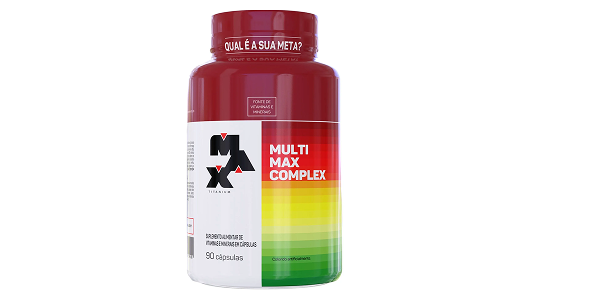 QUAL É A SUA META?
FONTE DE
VITAMINAS E
MINERAIS
MAX
TITANIUM
MULTI
MAX
COMPLEX
SUPLEMENTO ALIMENTAR DE
VITAMINAS E MINERAIS EM CÁPSULAS
90 cápsulas